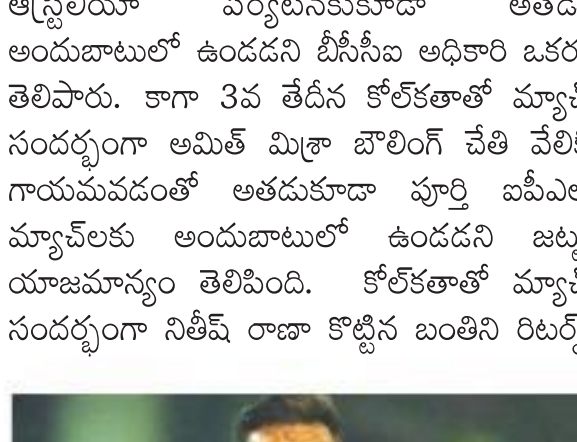 ఆస్ట్రేలియా పర్యటనకుకూడా అతడు
అందుబాటులో ఉండడని బీసీసీఐ అధికారి ఒకరు
తెలిపారు. కాగా 3వ తేదీన కోల్‌కతాతో మ్యాచ్
సందర్భంగా అమిత్ మిశ్రా బౌలింగ్ చేతి వేలికి
గాయమవడంతో అతడుకూడా పూర్తి ఐపీఎల్
మ్యాచ్‌లకు అందుబాటులో ఉండడని జట్టు
యాజమాన్యం తెలిపింది. కోల్‌కతాతో మ్యాచ్
సందర్భంగా నితీష్ రాణా కొట్టిన బంతిని రిటర్న్